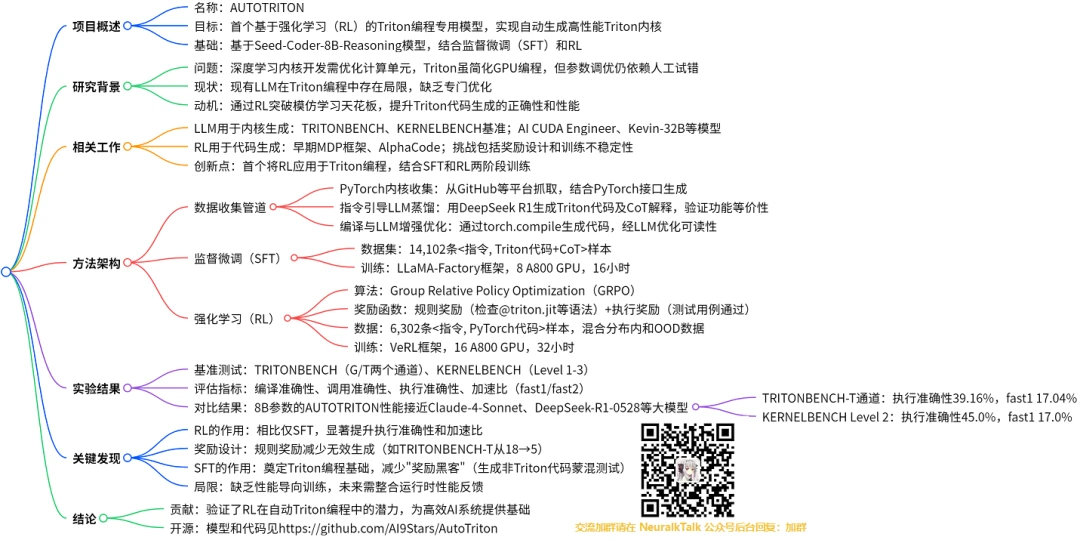 项目概述
名称：AUTOTRITON
目标：首个基于强化学习（RL）的Triton编程专用模型，实现自动生成高性能Triton内核
基础：基于Seed-Coder-8B-Reasoning模型，结合监督微调（SFT）和RL
研究背景
问题：深度学习内核开发需优化计算单元，Triton虽简化GPU编程，但参数调优仍依赖人工试错
现状：现有LLM在Triton编程中存在局限，缺乏专门优化
动机：通过RL突破模仿学习天花板，提升Triton代码生成的正确性和性能
相关工作
LLM用于内核生成：TRITONBENCH、KERNELBENCH基准；AI CUDA Engineer、Kevin-32B等模型
RL用于代码生成：早期MDP框架、AlphaCode；挑战包括奖励设计和训练不稳定性
创新点：首个将RL应用于Triton编程，结合SFT和RL两阶段训练
方法架构
数据收集管道
PyTorch内核收集：从GitHub等平台抓取，结合PyTorch接口生成
指令引导LLM蒸馏：用DeepSeek R1生成Triton代码及CoT解释，验证功能等价性
编译与LLM增强优化：通过torch.compile生成代码，经LLM优化可读性
监督微调（SFT）
数据集：14,102条<指令, Triton代码+CoT>样本
训练：LLaMA-Factory框架，8 A800 GPU，16小时
强化学习（RL）
算法：Group Relative Policy Optimization（GRPO）
奖励函数：规则奖励（检查@triton.jit等语法）+执行奖励（测试用例通过）
数据：6,302条<指令, PyTorch代码>样本，混合分布内和OOD数据
训练：VeRL框架，16 A800 GPU，32小时
实验结果
基准测试：TRITONBENCH（G/T两个通道）、KERNELBENCH（Level 1-3）
评估指标：编译准确性、调用准确性、执行准确性、加速比（fast1/fast2）
对比结果：8B参数的AUTOTRITON性能接近Claude-4-Sonnet、DeepSeek-R1-0528等大模型
TRITONBENCH-T通道：执行准确性39.16%，fast1 17.04%
KERNELBENCH Level 2：执行准确性45.0%，fast1 17.0%
关键发现
RL的作用：相比仅SFT，显著提升执行准确性和加速比
奖励设计：规则奖励减少无效生成（如TRITONBENCH-T从18→5）
SFT的作用：奠定Triton编程基础，减少"奖励黑客"（生成非Triton代码蒙混测试）
局限：缺乏性能导向训练，未来需整合运行时性能反馈
结论
贡献：验证了RL在自动Triton编程中的潜力，为高效AI系统提供基础
开源：模型和代码见https://github.com/AI9Stars/AutoTriton
交流加群请在 NeuralkTalk 公众号后台回复：加群